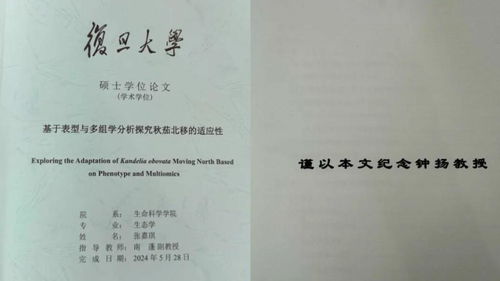 復旦大學
硕士学位论文
(学术学位)
基于表型与多组学分析探究秋茄北移的适应性
Exploring the Adaptation of Kandelia obovata Moving North Based
on Phenotype and Multiomics
院系：生命科学学院
专业：生态学
姓名：张嘉琪
指导教师：南蓬副教授
完成日期：2024年5月28日
谨以本文纪念钟扬教授